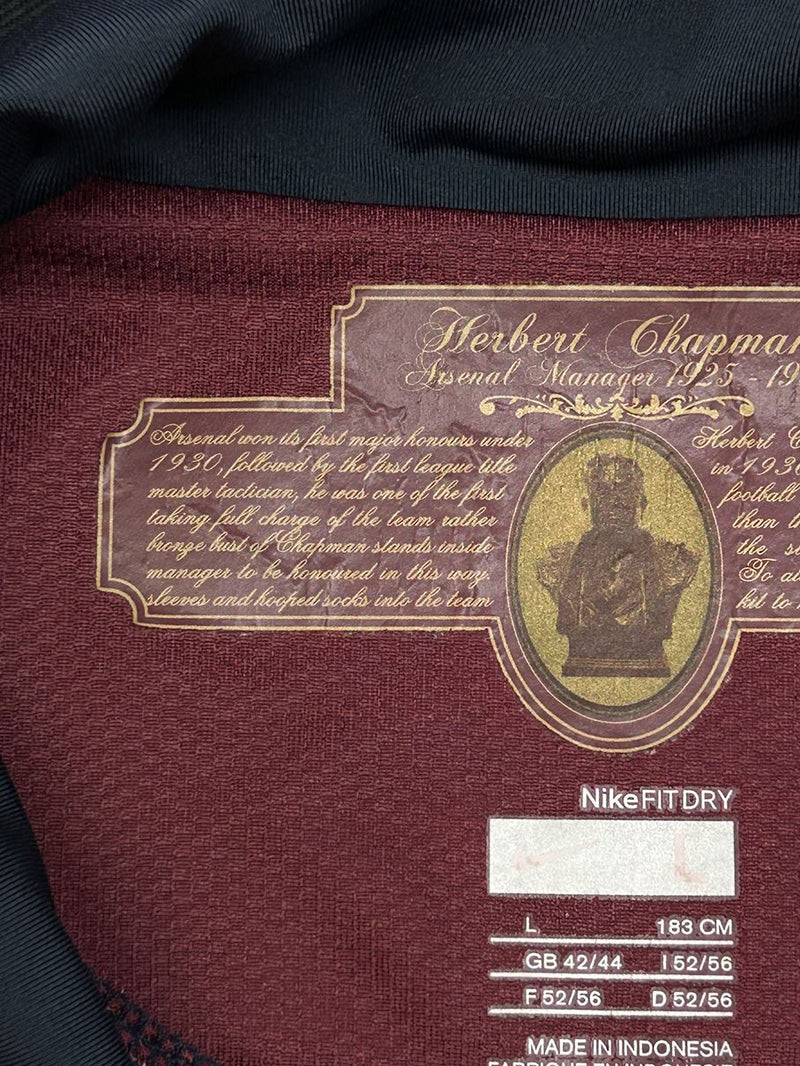 Herbert Chapman
Arsenal Manager 1925 - 19
Arsenal won its first major honours under
1930, followed by the first league title
master tactician, he was one of the first
taking full charge of the team rather
bronze bust of Chapman stands inside
manager to be honoured in this way.
sleeves and hooped socks into the team
Herbert C
in 1930
football
than th
the s
To a
kit to
NikeFITDRY
L
L 183 CM
GB 42/44 I 52/56
F 52/56 D 52/56
MADE IN INDONESIA
FABRIQUE EN INDONESIE